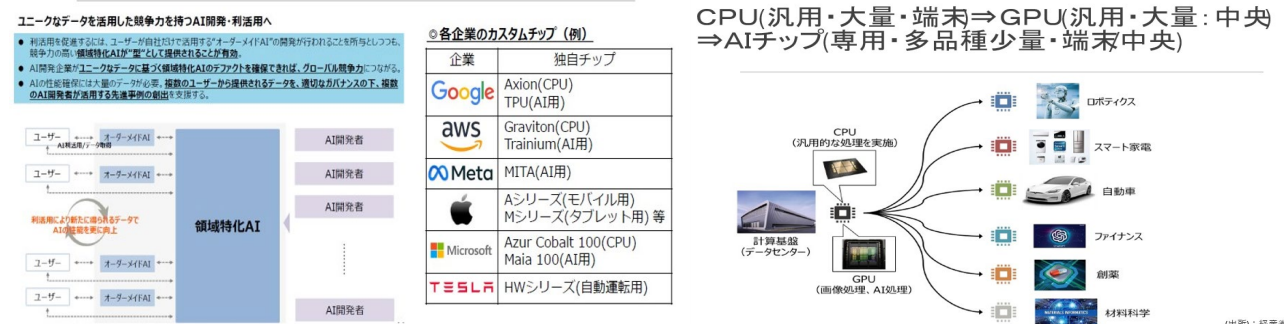 ユニークなデータを活用した競争力を持つAI開発・利活用へ
● 利活用を促進するには、ユーザーが自社だけで活用する“オーダーメイドAI”の開発が行われることを所与としつつも、
競争力の高い領域特化AIが“型”として提供されることが有効。
● AI開発企業がユニークなデータに基づく領域特化AIのデファクトを確保できれば、グローバル競争力につながる。
● AIの性能確保には大量のデータが必要。複数のユーザーから提供されるデータを、適切なガバナンスの下、複数
のAI開発者が活用する先進事例の創出を支援する。
ユーザー
オーダーメイドAI
AI利活用/データ取得
ユーザー
オーダーメイドAI
利活用により新たに得られるデータで
AIの性能を更に向上
ユーザー
オーダーメイドAI
ユーザー
オーダーメイドAI
領域特化AI
AI開発者
AI開発者
AI開発者
AI開発者
◎各企業のカスタムチップ（例）
企業 独自チップ
Google Axion(CPU)
TPU(AI用)
aws Graviton(CPU)
Trainium(AI用)
Meta MITA(AI用)
Aシリーズ(モバイル用)
Mシリーズ(タブレット用) 等
Microsoft Azur Cobalt 100(CPU)
Maia 100(AI用)
TESLA HWシリーズ(自動運転用)
CPU(汎用・大量・端末)⇒GPU(汎用・大量：中央)
⇒AIチップ(専用・多品種少量・端末/中央)
CPU
(汎用的な処理を実施)
計算基盤
(データセンター)
GPU
(画像処理、AI処理)
ロボティクス
スマート家電
自動車
ファイナンス
創薬
MATERIALS INFORMATICS
材料科学